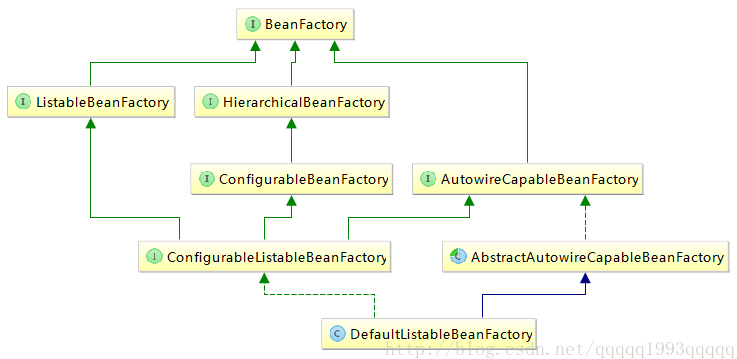 I BeanFactory
I ListableBeanFactory
I HierarchicalBeanFactory
I ConfigurableBeanFactory
I AutowireCapableBeanFactory
I ConfigurableListableBeanFactory
C AbstractAutowireCapableBeanFactory
C DefaultListableBeanFactory
http://blog.csdn.net/qqqqq1993qqqqq